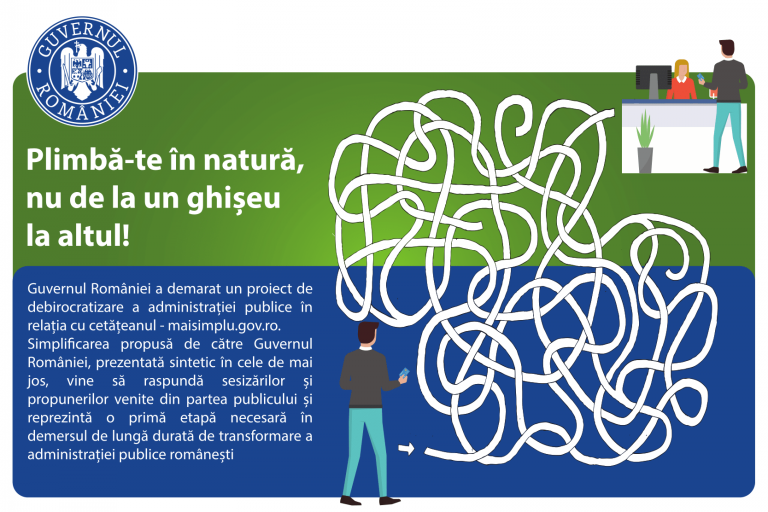 GUVERNUL
ROMÂNIEI
Plimbă-te în natură,
nu de la un ghișeu
la altul!
Guvernul României a demarat un proiect de
debirocratizare a administrației publice în
relația cu cetățeanul - maisimplu.gov.ro.
Simplificarea propusă de către Guvernul
României, prezentată sintetic în cele de mai
jos, vine să raspundă sesizărilor și
propunerilor venite din partea publicului și
reprezintă o primă etapă necesară în
demersul de lungă durată de transformare a
administrației publice românești